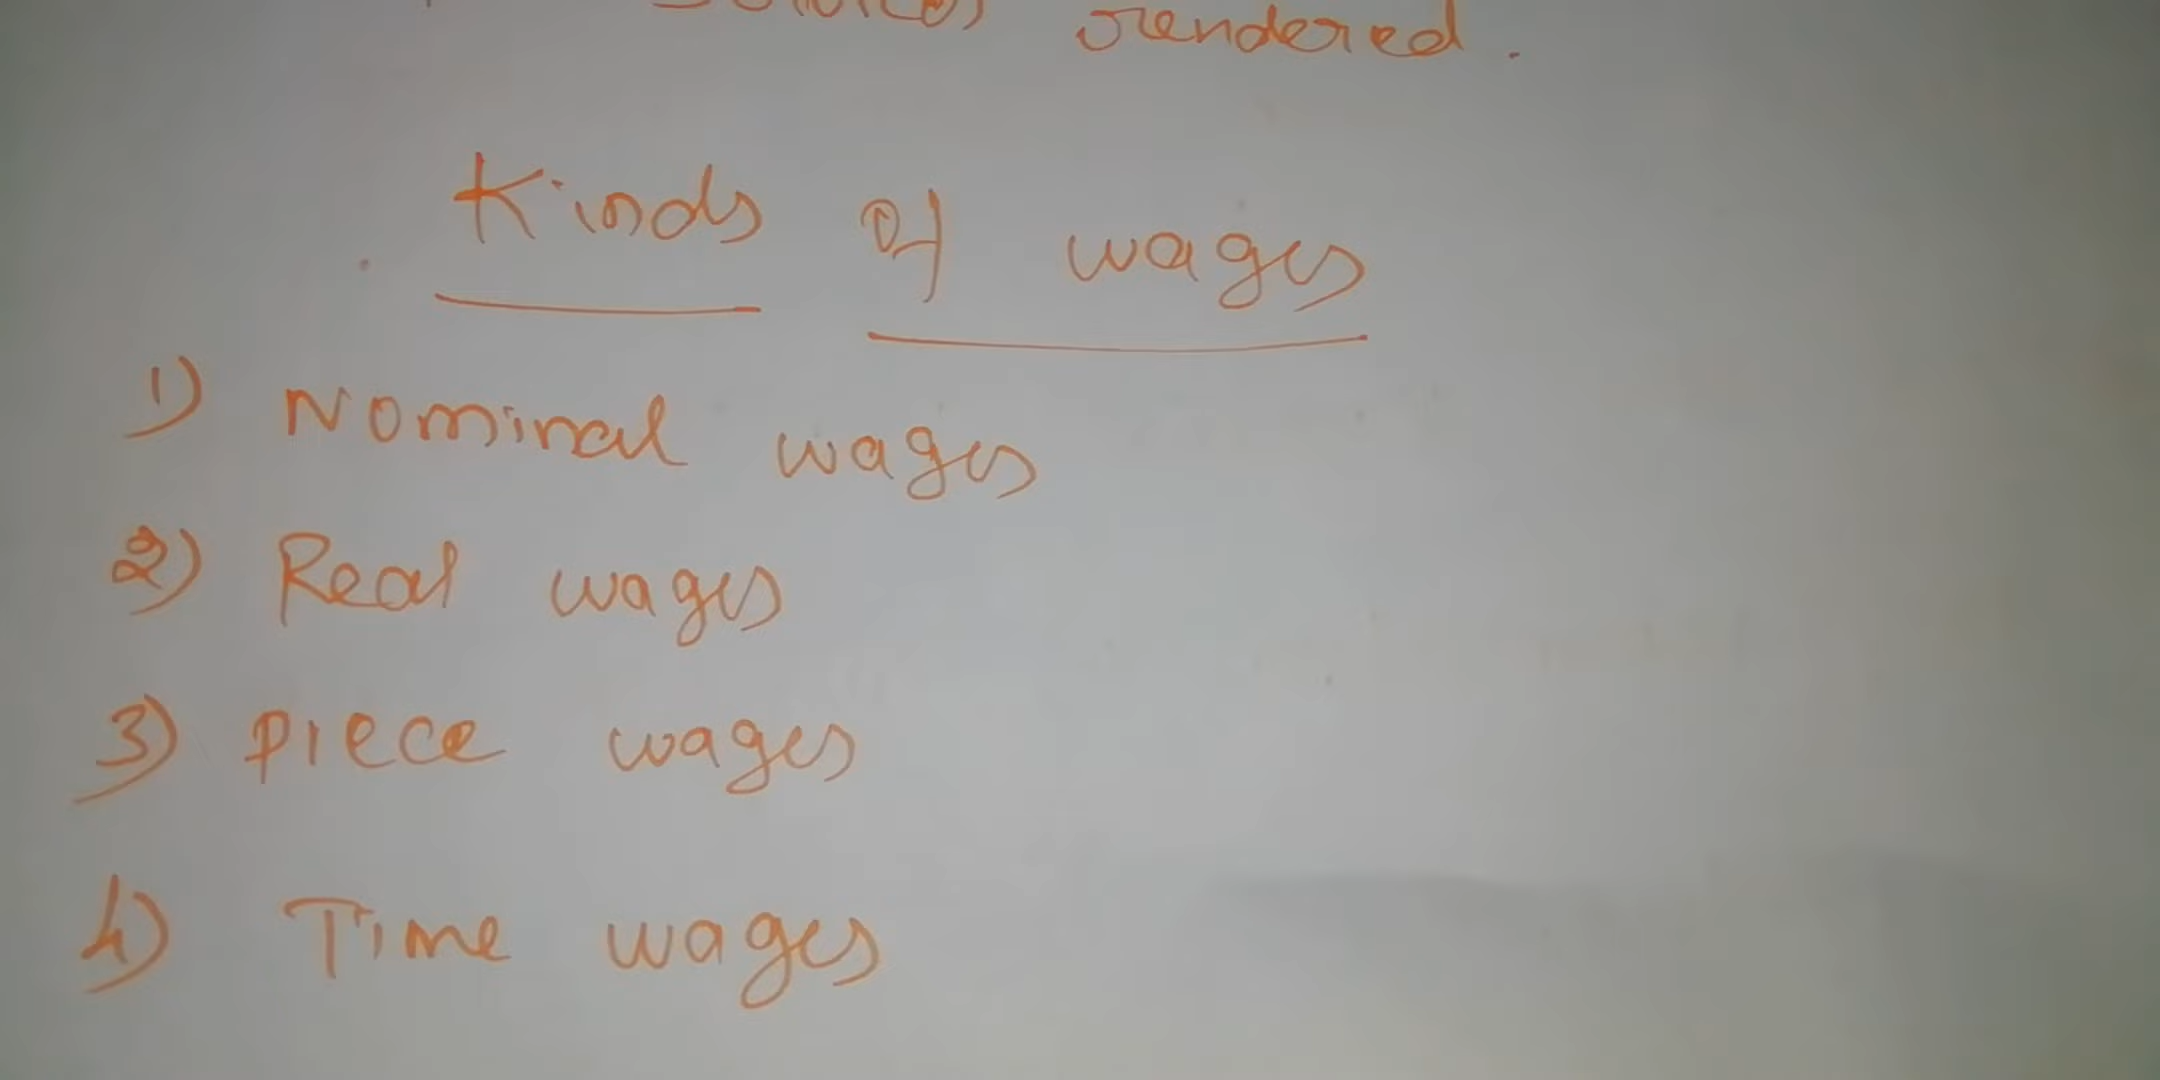 rendered.
Kinds of wages
1) Nominal wages
2) Real wages
3) Piece wages
4) Time wages